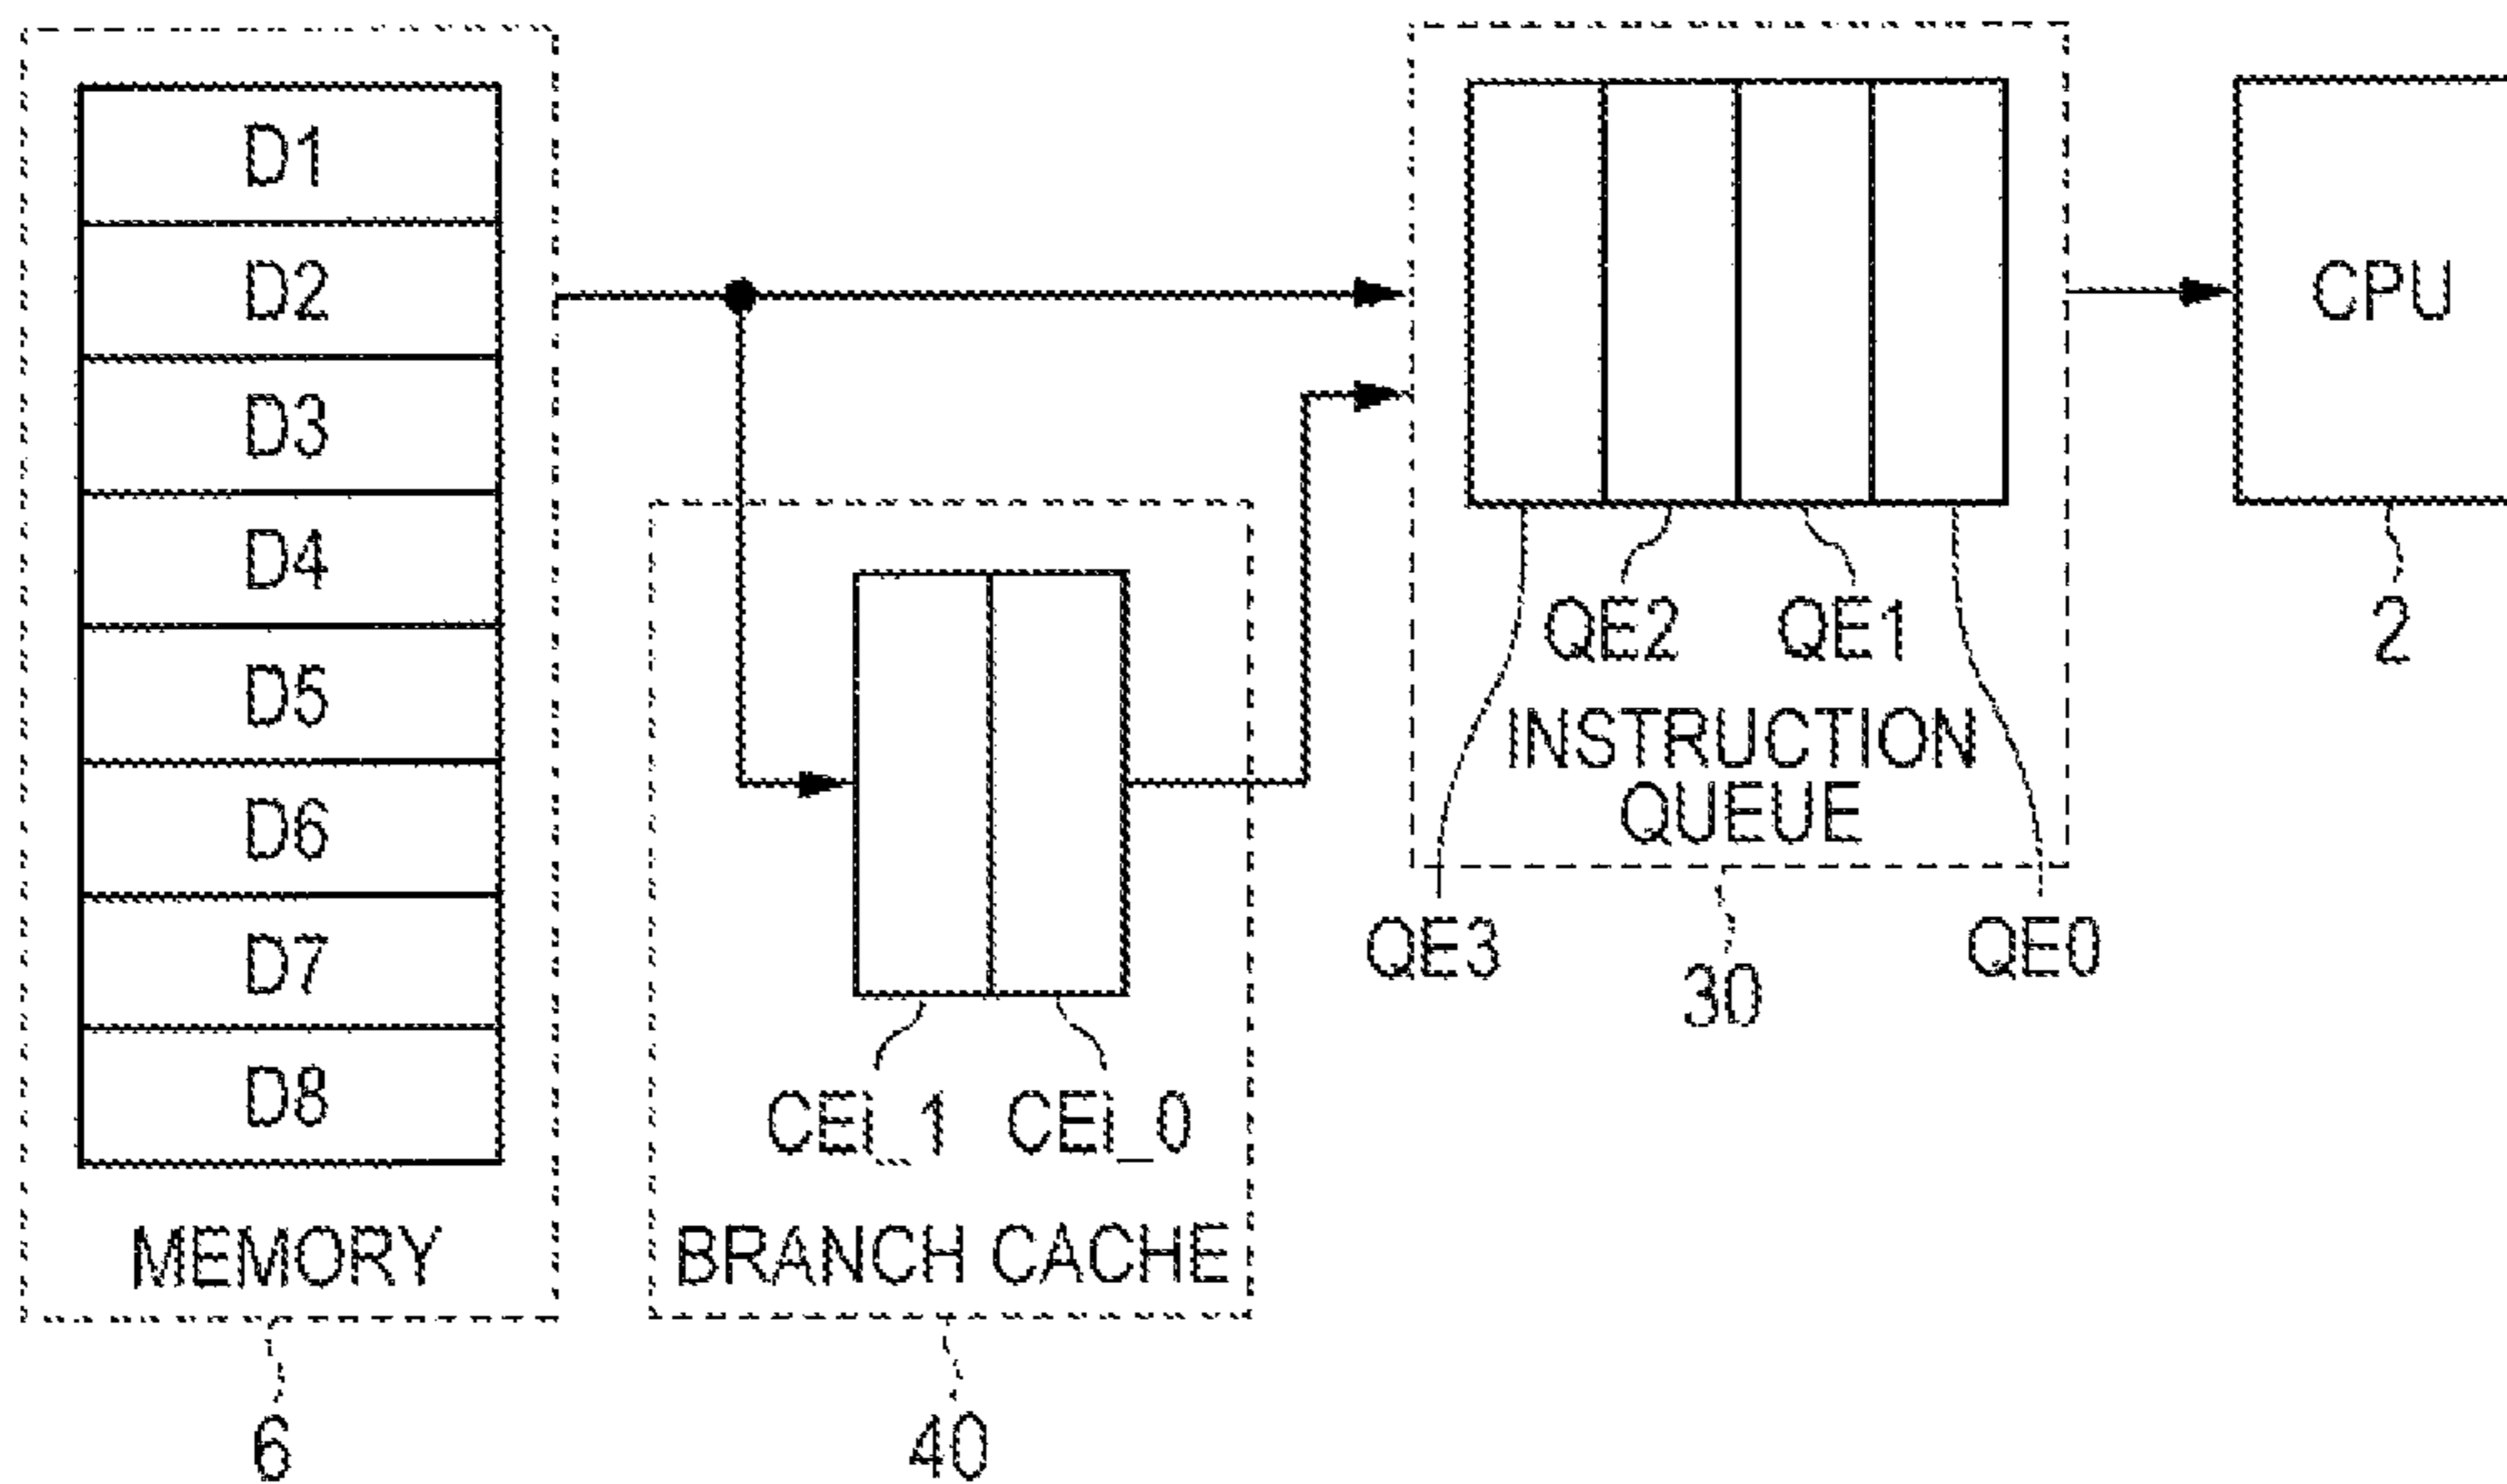 D1
D2
D3
D4
D5
D6
D7
D8
MEMORY
6
CEI_1 CEI_0
BRANCH CACHE
40
QE2 QE1
INSTRUCTION
QUEUE
QE3
QE0
30
CPU
2